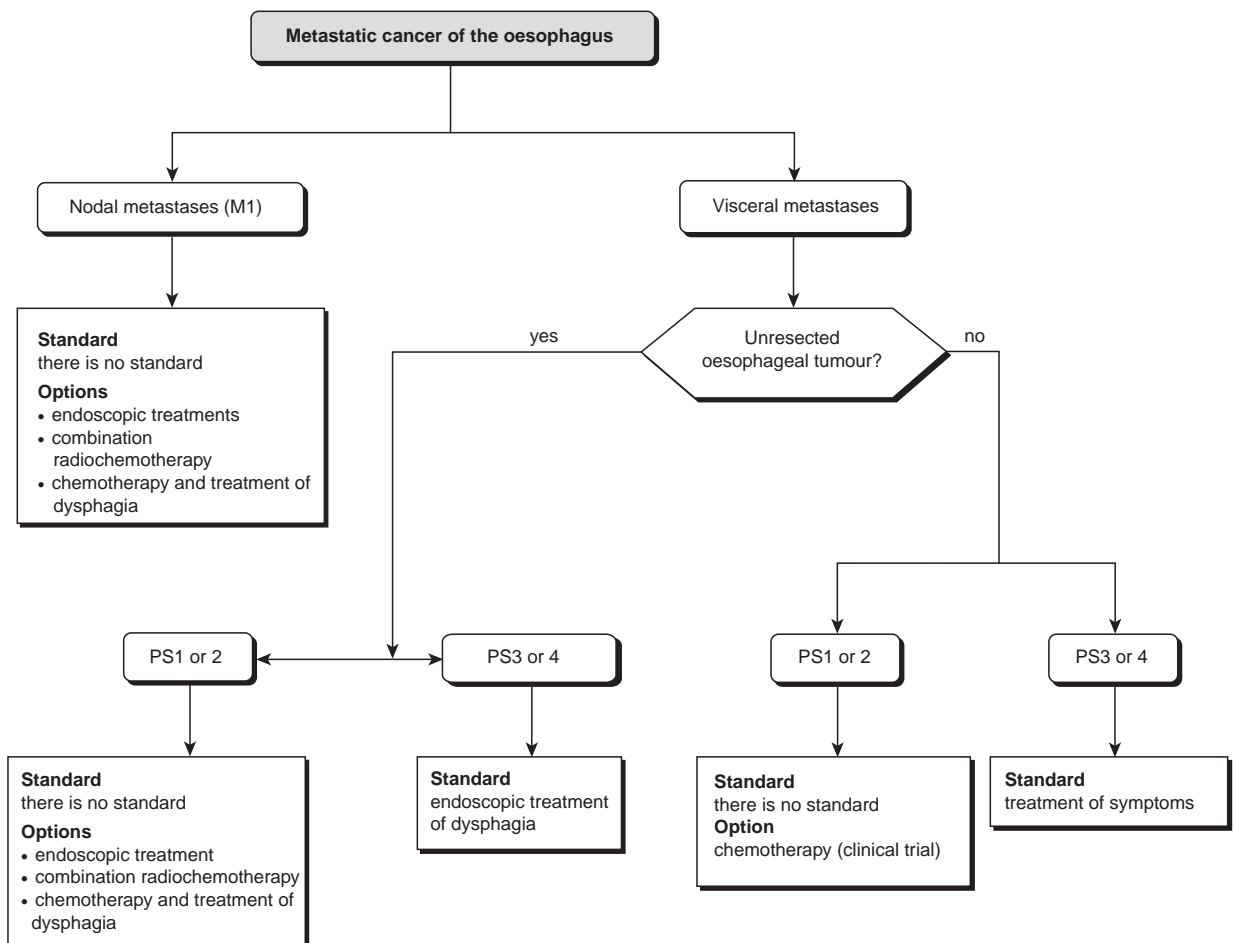 Metastatic cancer of the oesophagus
Nodal metastases (M1)
Visceral metastases
Standard
there is no standard
Options
• endoscopic treatments
• combination
radiochemotherapy
• chemotherapy and treatment of
dysphagia
yes
Unresected
oesophageal tumour?
no
PS1 or 2
PS3 or 4
PS1 or 2
PS3 or 4
Standard
there is no standard
Options
• endoscopic treatment
• combination radiochemotherapy
• chemotherapy and treatment of
dysphagia
Standard
endoscopic treatment
of dysphagia
Standard
there is no standard
Option
chemotherapy (clinical trial)
Standard
treatment of symptoms